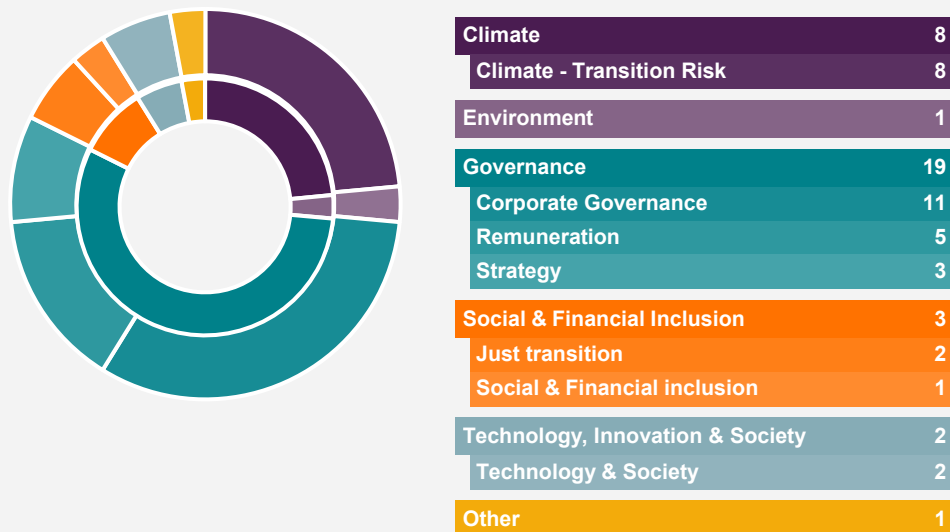 Climate 8
Climate - Transition Risk 8
Environment 1
Governance 19
Corporate Governance 11
Remuneration 5
Strategy 3
Social & Financial Inclusion 3
Just transition 2
Social & Financial inclusion 1
Technology, Innovation & Society 2
Technology & Society 2
Other 1